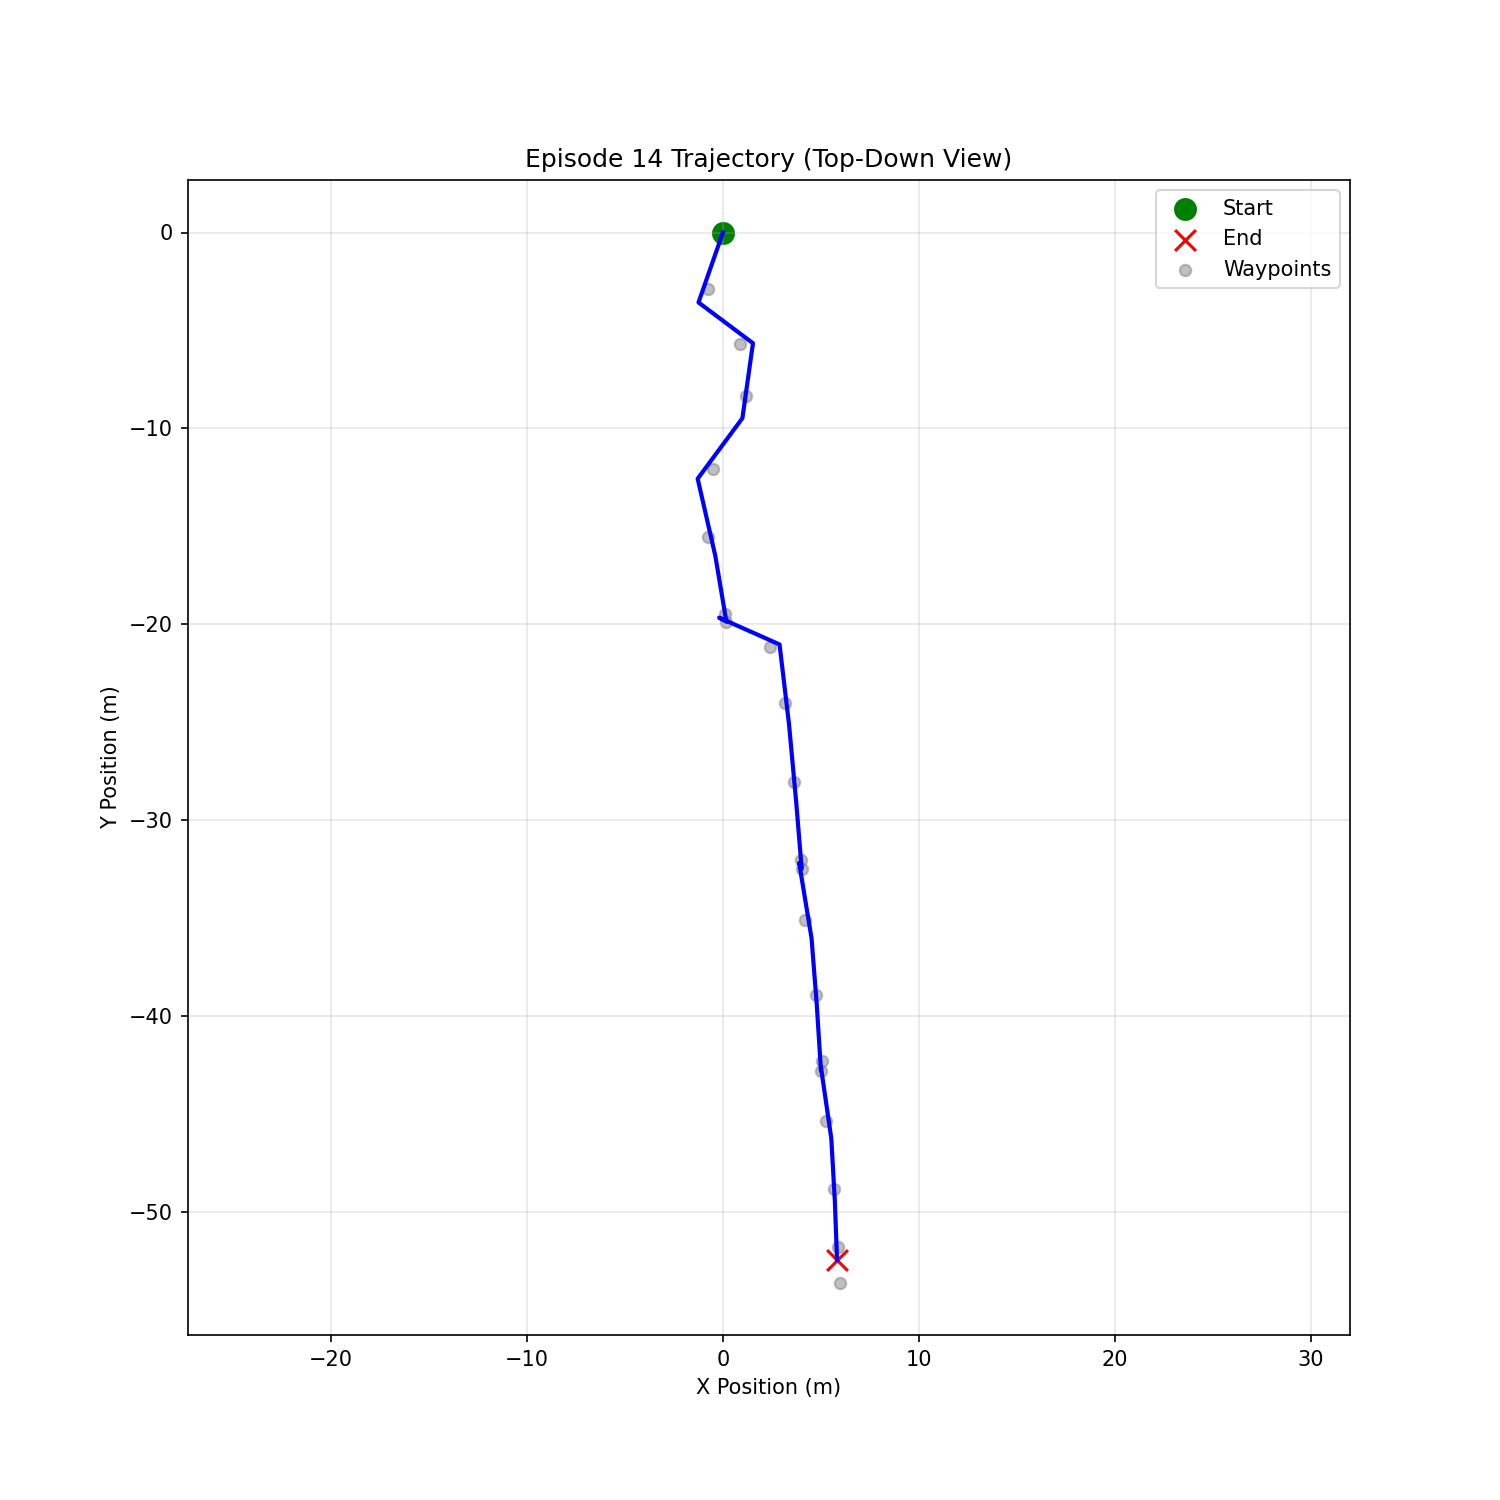 Episode 14 Trajectory (Top-Down View)
Start
End
Waypoints
0
−10
−20
−30
−40
−50
Y Position (m)
−20
−10
0
10
20
30
X Position (m)